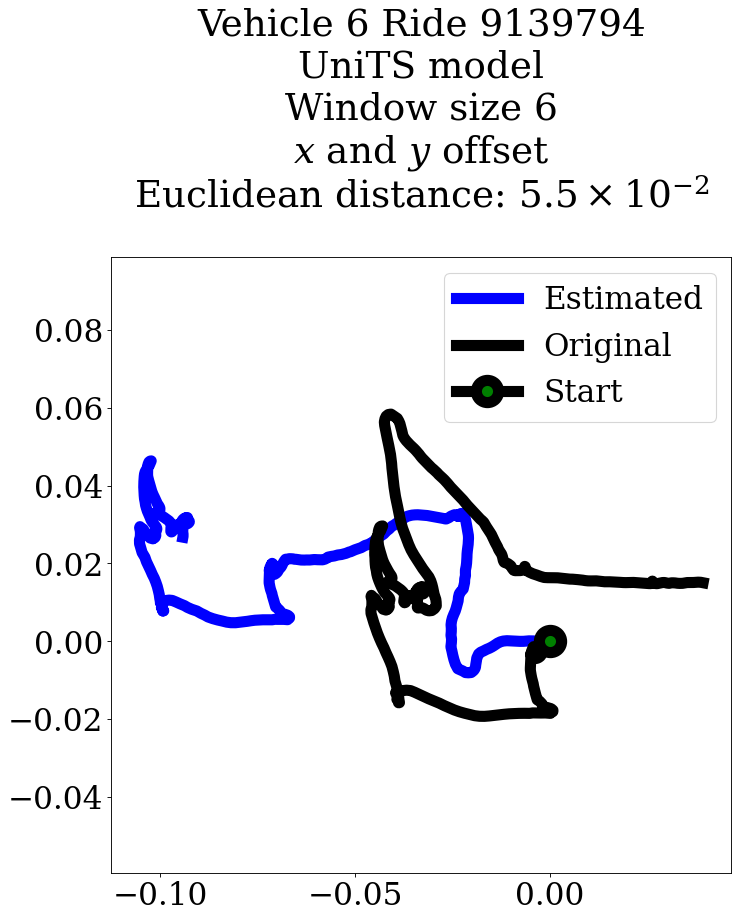 Vehicle 6 Ride 9139794
UniTS model
Window size 6
x and y offset
Euclidean distance: 5.5 × 10⁻²
Estimated
Original
Start
0.08
0.06
0.04
0.02
0.00
−0.02
−0.04
−0.10
−0.05
0.00